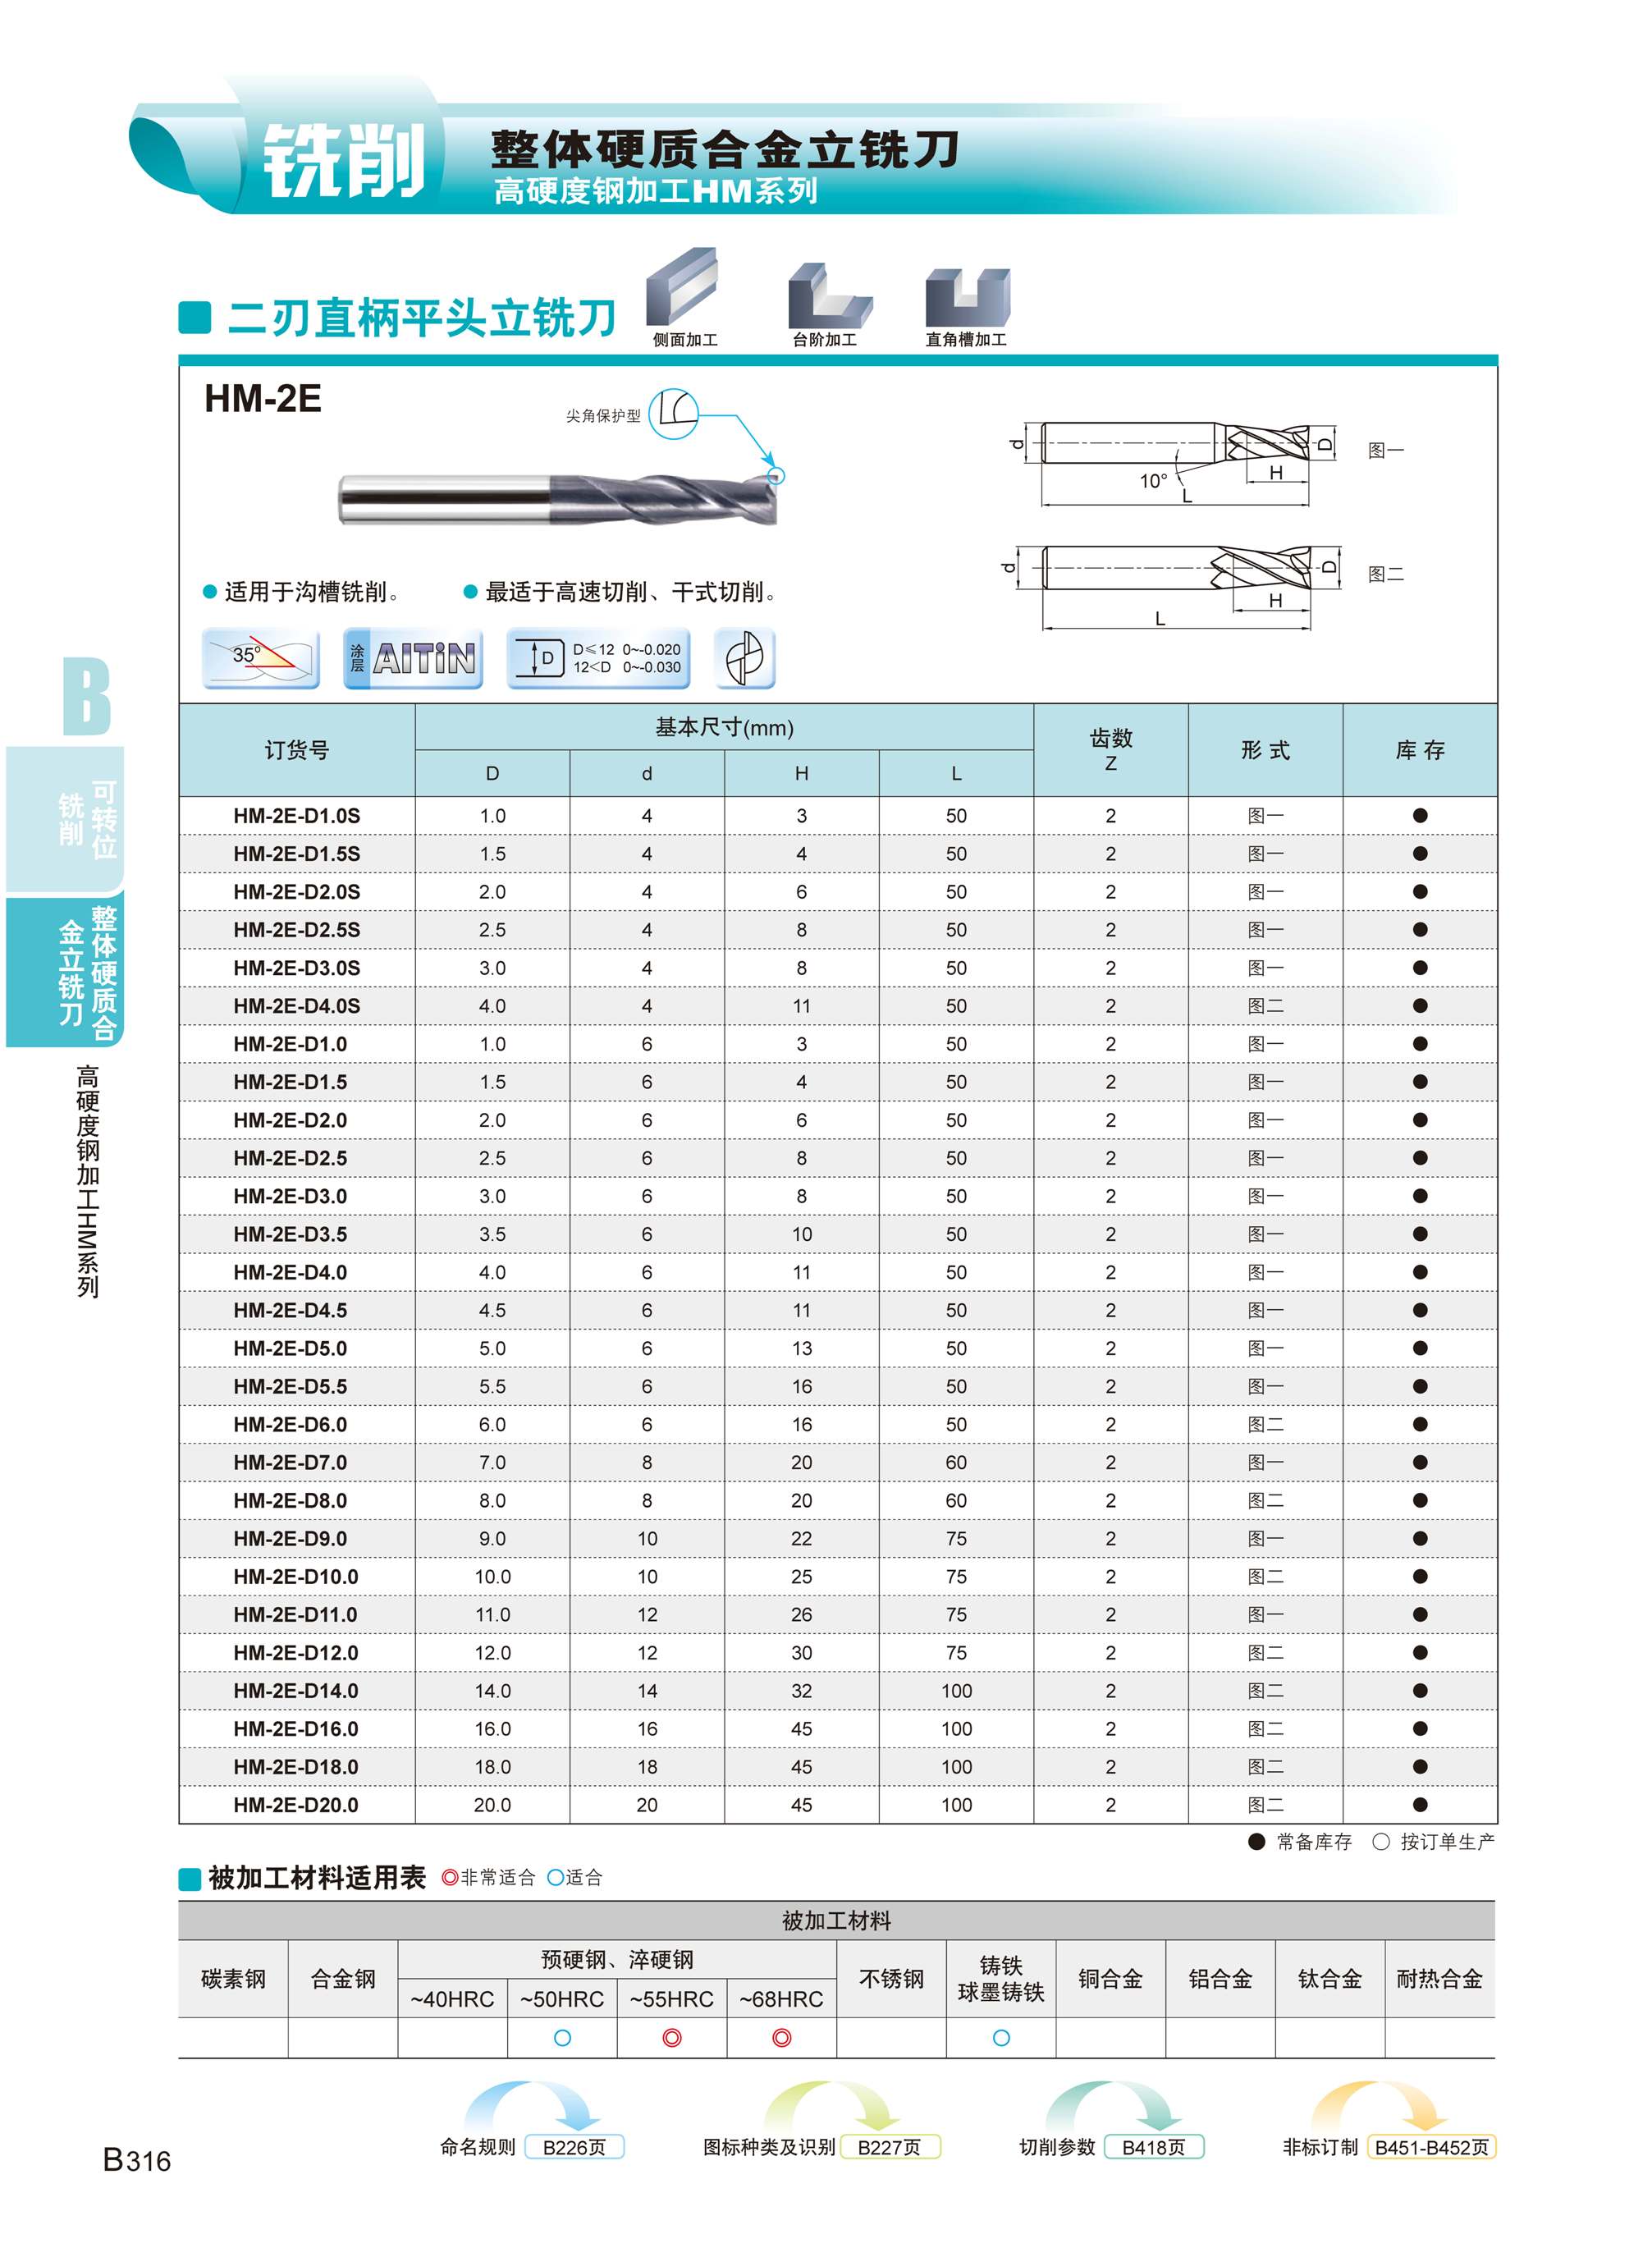 铣削
整体硬质合金立铣刀
高硬度钢加工HM系列
二刃直柄平头立铣刀
侧面加工 台阶加工 直角槽加工
HM-2E
尖角保护型
d D 图一
10° H
L
d D 图二
H
L
适用于沟槽铣削。 最适于高速切削、干式切削。
35°
涂层 AlTiN
D
D≤12 0~-0.020
12<D 0~-0.030
订货号 基本尺寸(mm) 齿数 Z 形式 库存
D d H L
HM-2E-D1.0S 1.0 4 3 50 2 图一 ●
HM-2E-D1.5S 1.5 4 4 50 2 图一 ●
HM-2E-D2.0S 2.0 4 6 50 2 图一 ●
HM-2E-D2.5S 2.5 4 8 50 2 图一 ●
HM-2E-D3.0S 3.0 4 8 50 2 图一 ●
HM-2E-D4.0S 4.0 4 11 50 2 图二 ●
HM-2E-D1.0 1.0 6 3 50 2 图一 ●
HM-2E-D1.5 1.5 6 4 50 2 图一 ●
HM-2E-D2.0 2.0 6 6 50 2 图一 ●
HM-2E-D2.5 2.5 6 8 50 2 图一 ●
HM-2E-D3.0 3.0 6 8 50 2 图一 ●
HM-2E-D3.5 3.5 6 10 50 2 图一 ●
HM-2E-D4.0 4.0 6 11 50 2 图一 ●
HM-2E-D4.5 4.5 6 11 50 2 图一 ●
HM-2E-D5.0 5.0 6 13 50 2 图一 ●
HM-2E-D5.5 5.5 6 16 50 2 图一 ●
HM-2E-D6.0 6.0 6 16 50 2 图二 ●
HM-2E-D7.0 7.0 8 20 60 2 图一 ●
HM-2E-D8.0 8.0 8 20 60 2 图二 ●
HM-2E-D9.0 9.0 10 22 75 2 图一 ●
HM-2E-D10.0 10.0 10 25 75 2 图二 ●
HM-2E-D11.0 11.0 12 26 75 2 图一 ●
HM-2E-D12.0 12.0 12 30 75 2 图二 ●
HM-2E-D14.0 14.0 14 32 100 2 图二 ●
HM-2E-D16.0 16.0 16 45 100 2 图二 ●
HM-2E-D18.0 18.0 18 45 100 2 图二 ●
HM-2E-D20.0 20.0 20 45 100 2 图二 ●
● 常备库存 ○ 按订单生产
被加工材料适用表 ◎非常适合 ○适合
被加工材料
碳素钢 合金钢 预硬钢、淬硬钢 不锈钢 铸铁 球墨铸铁 铜合金 铝合金 钛合金 耐热合金
~40HRC ~50HRC ~55HRC ~68HRC
○ ◎ ◎ ○
命名规则 B226页 图标种类及识别 B227页 切削参数 B418页 非标订制 B451-B452页
B316
B
可转位
铣削
整体硬质合
金立铣刀
高硬度钢加工HM系列